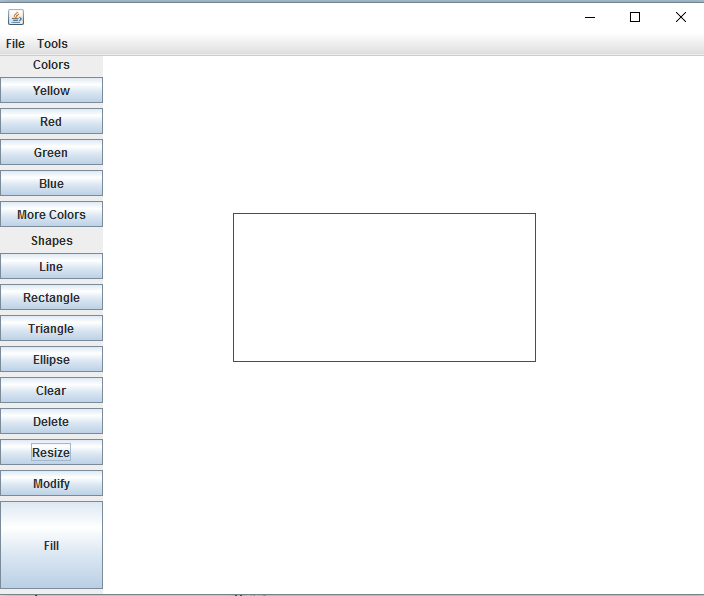 File Tools
Colors
Yellow
Red
Green
Blue
More Colors
Shapes
Line
Rectangle
Triangle
Ellipse
Clear
Delete
Resize
Modify
Fill